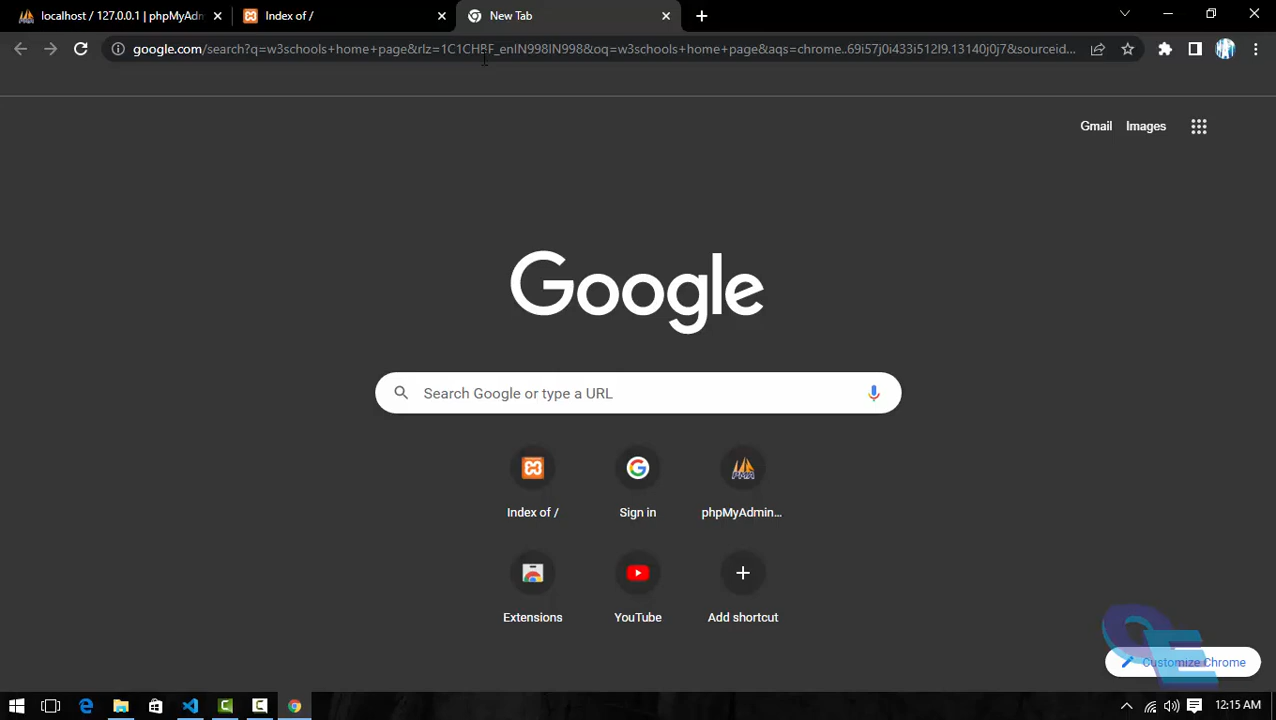 localhost / 127.0.0.1 | phpMyAdm
Index of /
New Tab
google.com/search?q=w3schools+home+page&rlz=1C1CHBF_enIN998IN998&oq=w3schools+home+page&aqs=chrome..69i57j0i433i512l9.13140j0j7&sourceid...
Gmail Images
Google
Search Google or type a URL
Index of / Sign in phpMyAdmin...
Extensions YouTube Add shortcut
Customize Chrome
12:15 AM